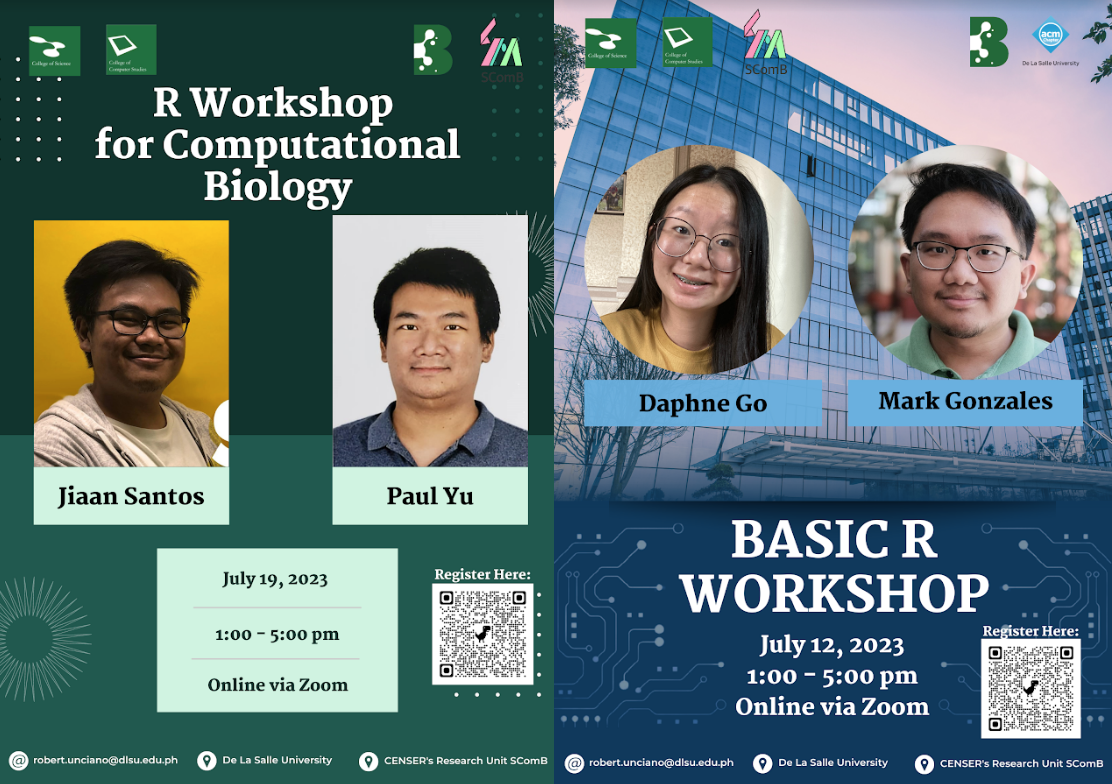 College of Science
College of
Computer Studies
SComB
R Workshop
for Computational
Biology
Jiaan Santos
Paul Yu
July 19, 2023
1:00 - 5:00 pm
Online via Zoom
Register Here:
@ robert.unciano@dlsu.edu.ph
De La Salle University
CENSER's Research Unit SComB
College of Science
College of
Computer Studies
SComB
acm
Chapter
De La Salle University
Daphne Go
Mark Gonzales
BASIC R
WORKSHOP
July 12, 2023
1:00 - 5:00 pm
Online via Zoom
Register Here:
@ robert.unciano@dlsu.edu.ph
De La Salle University
CENSER's Research Unit SComB